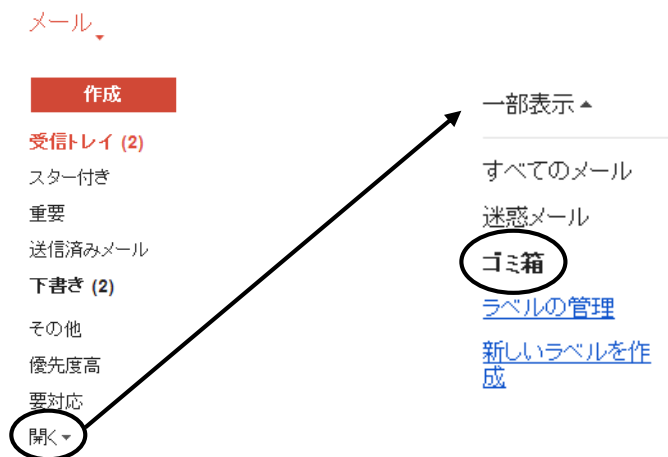 メール
作成
受信トレイ (2)
スター付き
重要
送信済みメール
下書き (2)
その他
優先度高
要対応
開く
一部表示
すべてのメール
迷惑メール
ゴミ箱
ラベルの管理
新しいラベルを作
成